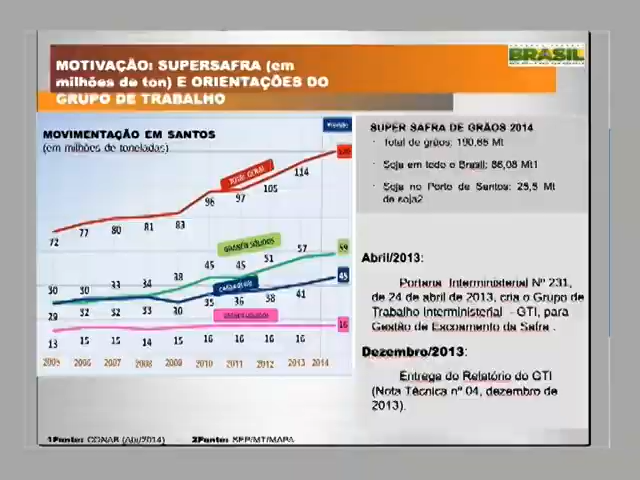 MOTIVAÇÃO: SUPERSAFRA (em
milhões de ton) E ORIENTAÇÕES DO
GRUPO DE TRABALHO
BRASIL
MOVIMENTAÇÃO EM SANTOS
(em milhões de toneladas)
TOTAL GERAL
72 77 80 81 83 96 97 105 114
GRANÉIS SÓLIDOS
30 30 33 34 38 45 45 51 57 59
29 32 32 33 30 35 36 38 41 45
13 15 15 14 15 16 16 16 16 16
2005 2006 2007 2008 2009 2010 2011 2012 2013 2014
SUPER SAFRA DE GRÃOS 2014
· Total de grãos: 190,65 Mt
· Soja em todo o Brasil: 86,08 Mt1
· Soja no Porto de Santos: 25,5 Mt
de soja2
Abril/2013:
Portaria Interministerial Nº 231,
de 24 de abril de 2013, cria o Grupo de
Trabalho Interministerial - GTI, para
Gestão de Escoamento da Safra .
Dezembro/2013:
Entrega do Relatório do GTI
(Nota Técnica nº 04, dezembro de
2013).
1Fonte: CONAB (Abr/2014) 2Fonte: SEP/MT/MAPA